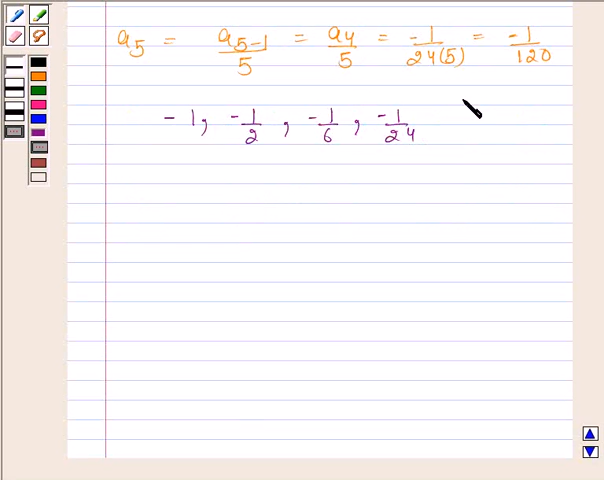 a₅ = a₅₋₁/5 = a₄/5 = -1/24(5) = -1/120
-1, -1/2, -1/6, -1/24